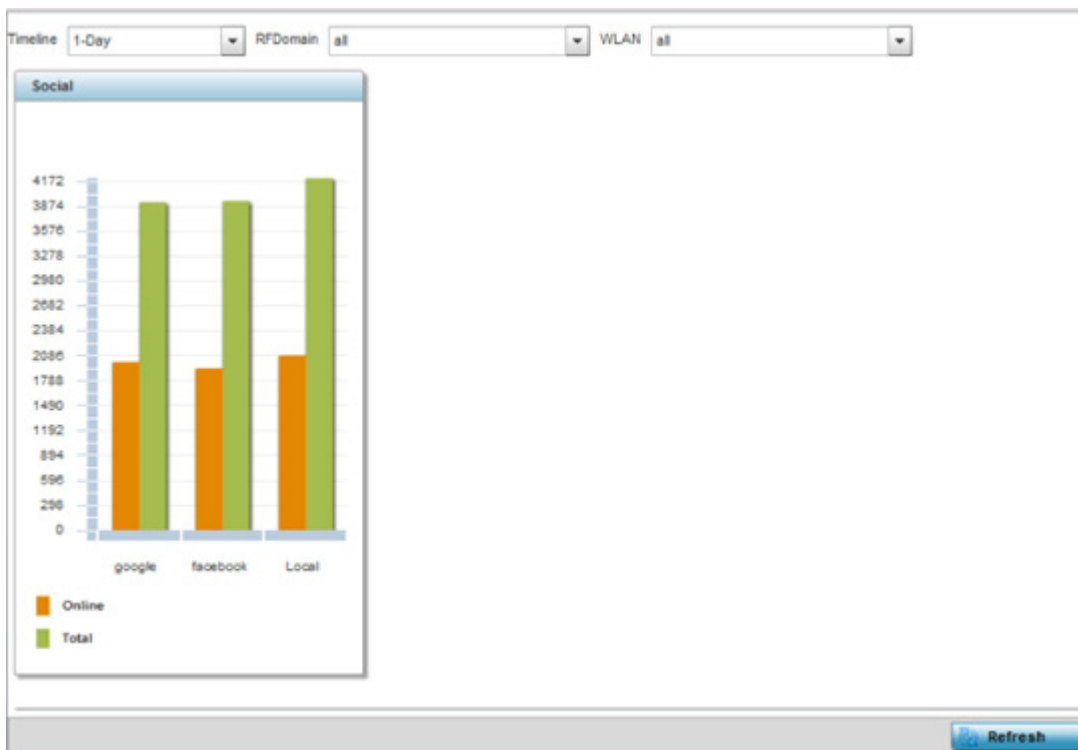 Timeline 1-Day RFDomain all WLAN all
Social
4172
3874
3576
3278
2980
2682
2384
2086
1788
1490
1192
894
596
298
0
google facebook Local
Online
Total
Refresh